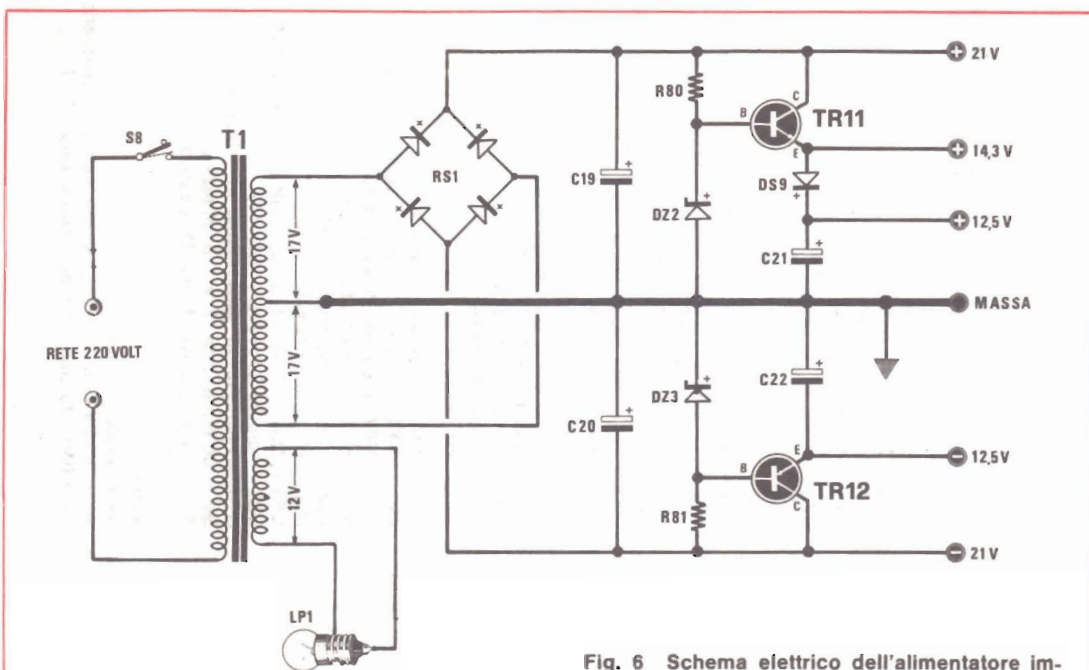 S8
T1
RETE 220 VOLT
17V
17V
12V
LP1
RS1
C19
C20
R80
DZ2
DZ3
R81
B
C
E
TR11
DS9
C21
C22
B
E
C
TR12
+ 21 V
+ 14,3 V
+ 12,5 V
MASSA
- 12,5 V
- 21 V
Fig. 6 Schema elettrico dell'alimentatore im-